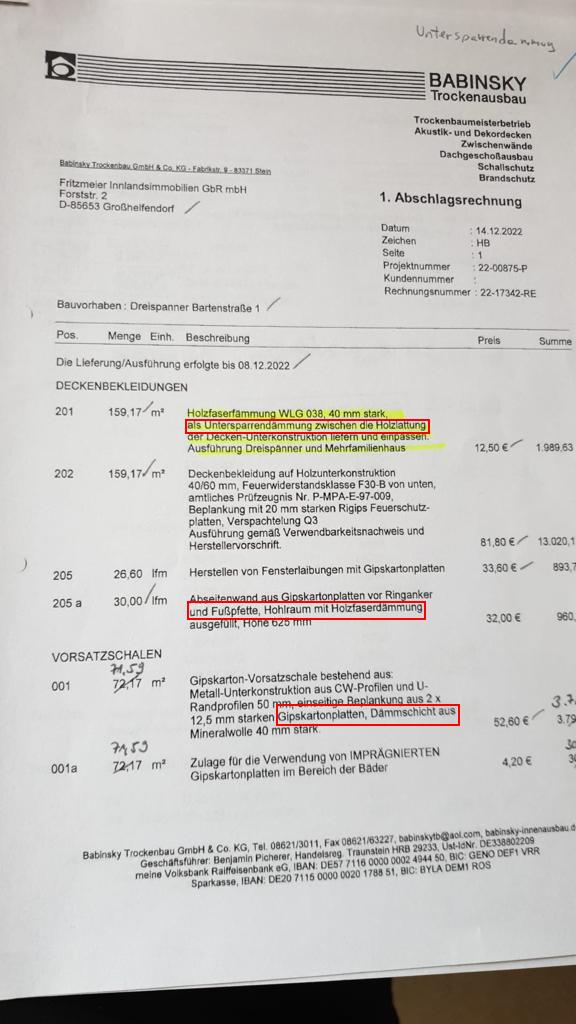 Unterspattendämmung
BABINSKY
Trockenausbau
Trockenbaumeisterbetrieb
Akustik- und Dekordecken
Zwischenwände
Dachgeschoßausbau
Schallschutz
Brandschutz
Babinsky Trockenbau GmbH & Co. KG - Fabrikstr. 9 - 83371 Stein
Fritzmeier Innlandsimmobilien GbR mbH
Forststr. 2
D-85653 Großhelfendorf
1. Abschlagsrechnung
Datum : 14.12.2022
Zeichen : HB
Seite : 1
Projektnummer : 22-00875-P
Kundennummer :
Rechnungsnummer : 22-17342-RE
Bauvorhaben : Dreispanner Bartenstraße 1
Pos. Menge Einh. Beschreibung Preis Summe
Die Lieferung/Ausführung erfolgte bis 08.12.2022
DECKENBEKLEIDUNGEN
201 159,17 m² Holzfaserfämmung WLG 038, 40 mm stark,
als Untersparrendämmung zwischen die Holzlattung
der Decken-Unterkonstruktion liefern und einpassen.
Ausführung Dreispänner und Mehrfamilienhaus 12,50 € 1.989,63
202 159,17 m² Deckenbekleidung auf Holzunterkonstruktion
40/60 mm, Feuerwiderstandsklasse F30-B von unten,
amtliches Prüfzeugnis Nr. P-MPA-E-97-009,
Beplankung mit 20 mm starken Rigips Feuerschutz-
platten, Verspachtelung Q3
Ausführung gemäß Verwendbarkeitsnachweis und
Herstellervorschrift. 81,80 € 13.020,1
205 26,60 lfm Herstellen von Fensterlaibungen mit Gipskartonplatten 33,60 € 893,7
205 a 30,00 lfm Abseitenwand aus Gipskartonplatten vor Ringanker
und Fußpfette, Hohlraum mit Holzfaserdämmung
ausgefüllt, Höhe 625 mm 32,00 € 960,
VORSATZSCHALEN
71,59
001 72,17 m² Gipskarton-Vorsatzschale bestehend aus:
Metall-Unterkonstruktion aus CW-Profilen und U-
Randprofilen 50 mm, einseitige Beplankung aus 2 x
12,5 mm starken Gipskartonplatten, Dämmschicht aus
Mineralwolle 40 mm stark. 52,60 € 3.79
3.7
71,59
001a 72,17 m² Zulage für die Verwendung von IMPRÄGNIERTEN
Gipskartonplatten im Bereich der Bäder 4,20 € 30
Babinsky Trockenbau GmbH & Co. KG, Tel. 08621/3011, Fax 08621/63227, babinskytb@aol.com, babinsky-innenausbau.d
Geschäftsführer: Benjamin Picherer, Handelsreg. Traunstein HRB 29233, Ust-IdNr. DE338802209
meine Volksbank Raiffeisenbank eG, IBAN: DE57 7116 0000 0002 4944 50, BIC: GENO DEF1 VRR
Sparkasse, IBAN: DE20 7115 0000 0020 1788 51, BIC: BYLA DEM1 ROS